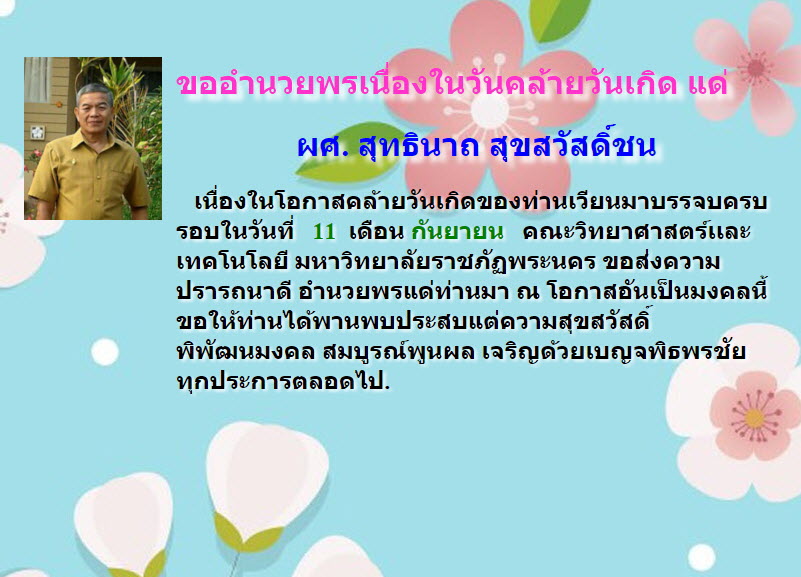 ขออำนวยพรเนื่องในวันคล้ายวันเกิด แด่
ผศ. สุทธินาถ สุขสวัสดิ์ชน
เนื่องในโอกาสคล้ายวันเกิดของท่านเวียนมาบรรจบครบ
รอบในวันที่ 11 เดือน กันยายน คณะวิทยาศาสตร์และ
เทคโนโลยี มหาวิทยาลัยราชภัฏพระนคร ขอส่งความ
ปรารถนาดี อำนวยพรแด่ท่านมา ณ โอกาสอันเป็นมงคลนี้
ขอให้ท่านได้พานพบประสบแต่ความสุขสวัสดิ์
พิพัฒนมงคล สมบูรณ์พูนผล เจริญด้วยเบญจพิธพรชัย
ทุกประการตลอดไป.